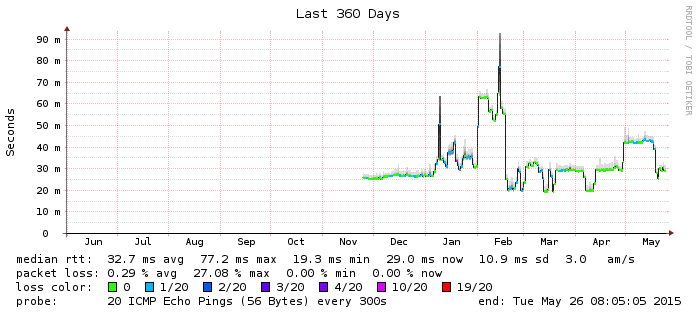 Last 360 Days
RRDTOOL / TOBI OETIKER
Seconds
90 m
80 m
70 m
60 m
50 m
40 m
30 m
20 m
10 m
0
Jun Jul Aug Sep Oct Nov Dec Jan Feb Mar Apr May
median rtt: 32.7 ms avg 77.2 ms max 19.3 ms min 29.0 ms now 10.9 ms sd 3.0 am/s
packet loss: 0.29 % avg 27.08 % max 0.00 % min 0.00 % now
loss color: 0 1/20 2/20 3/20 4/20 10/20 19/20
probe: 20 ICMP Echo Pings (56 Bytes) every 300s end: Tue May 26 08:05:05 2015